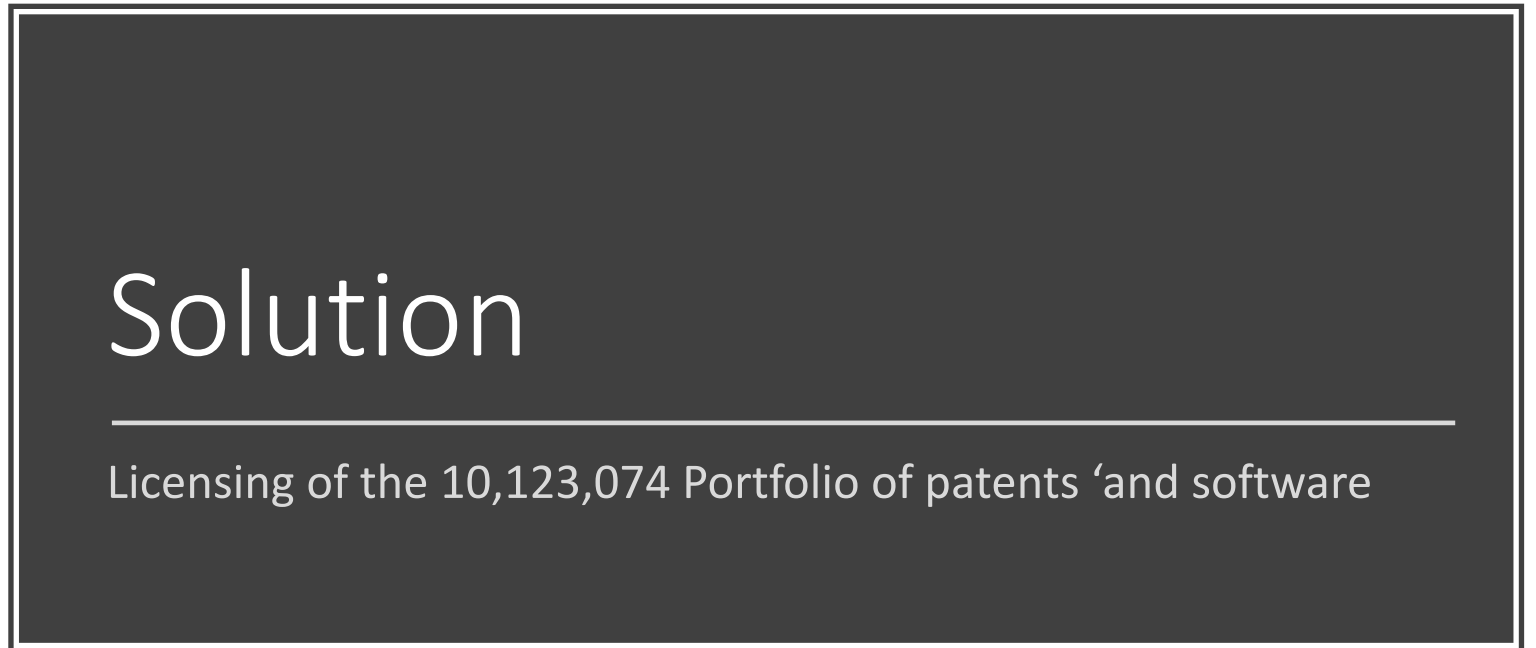 Solution
Licensing of the 10,123,074 Portfolio of patents ‘and software